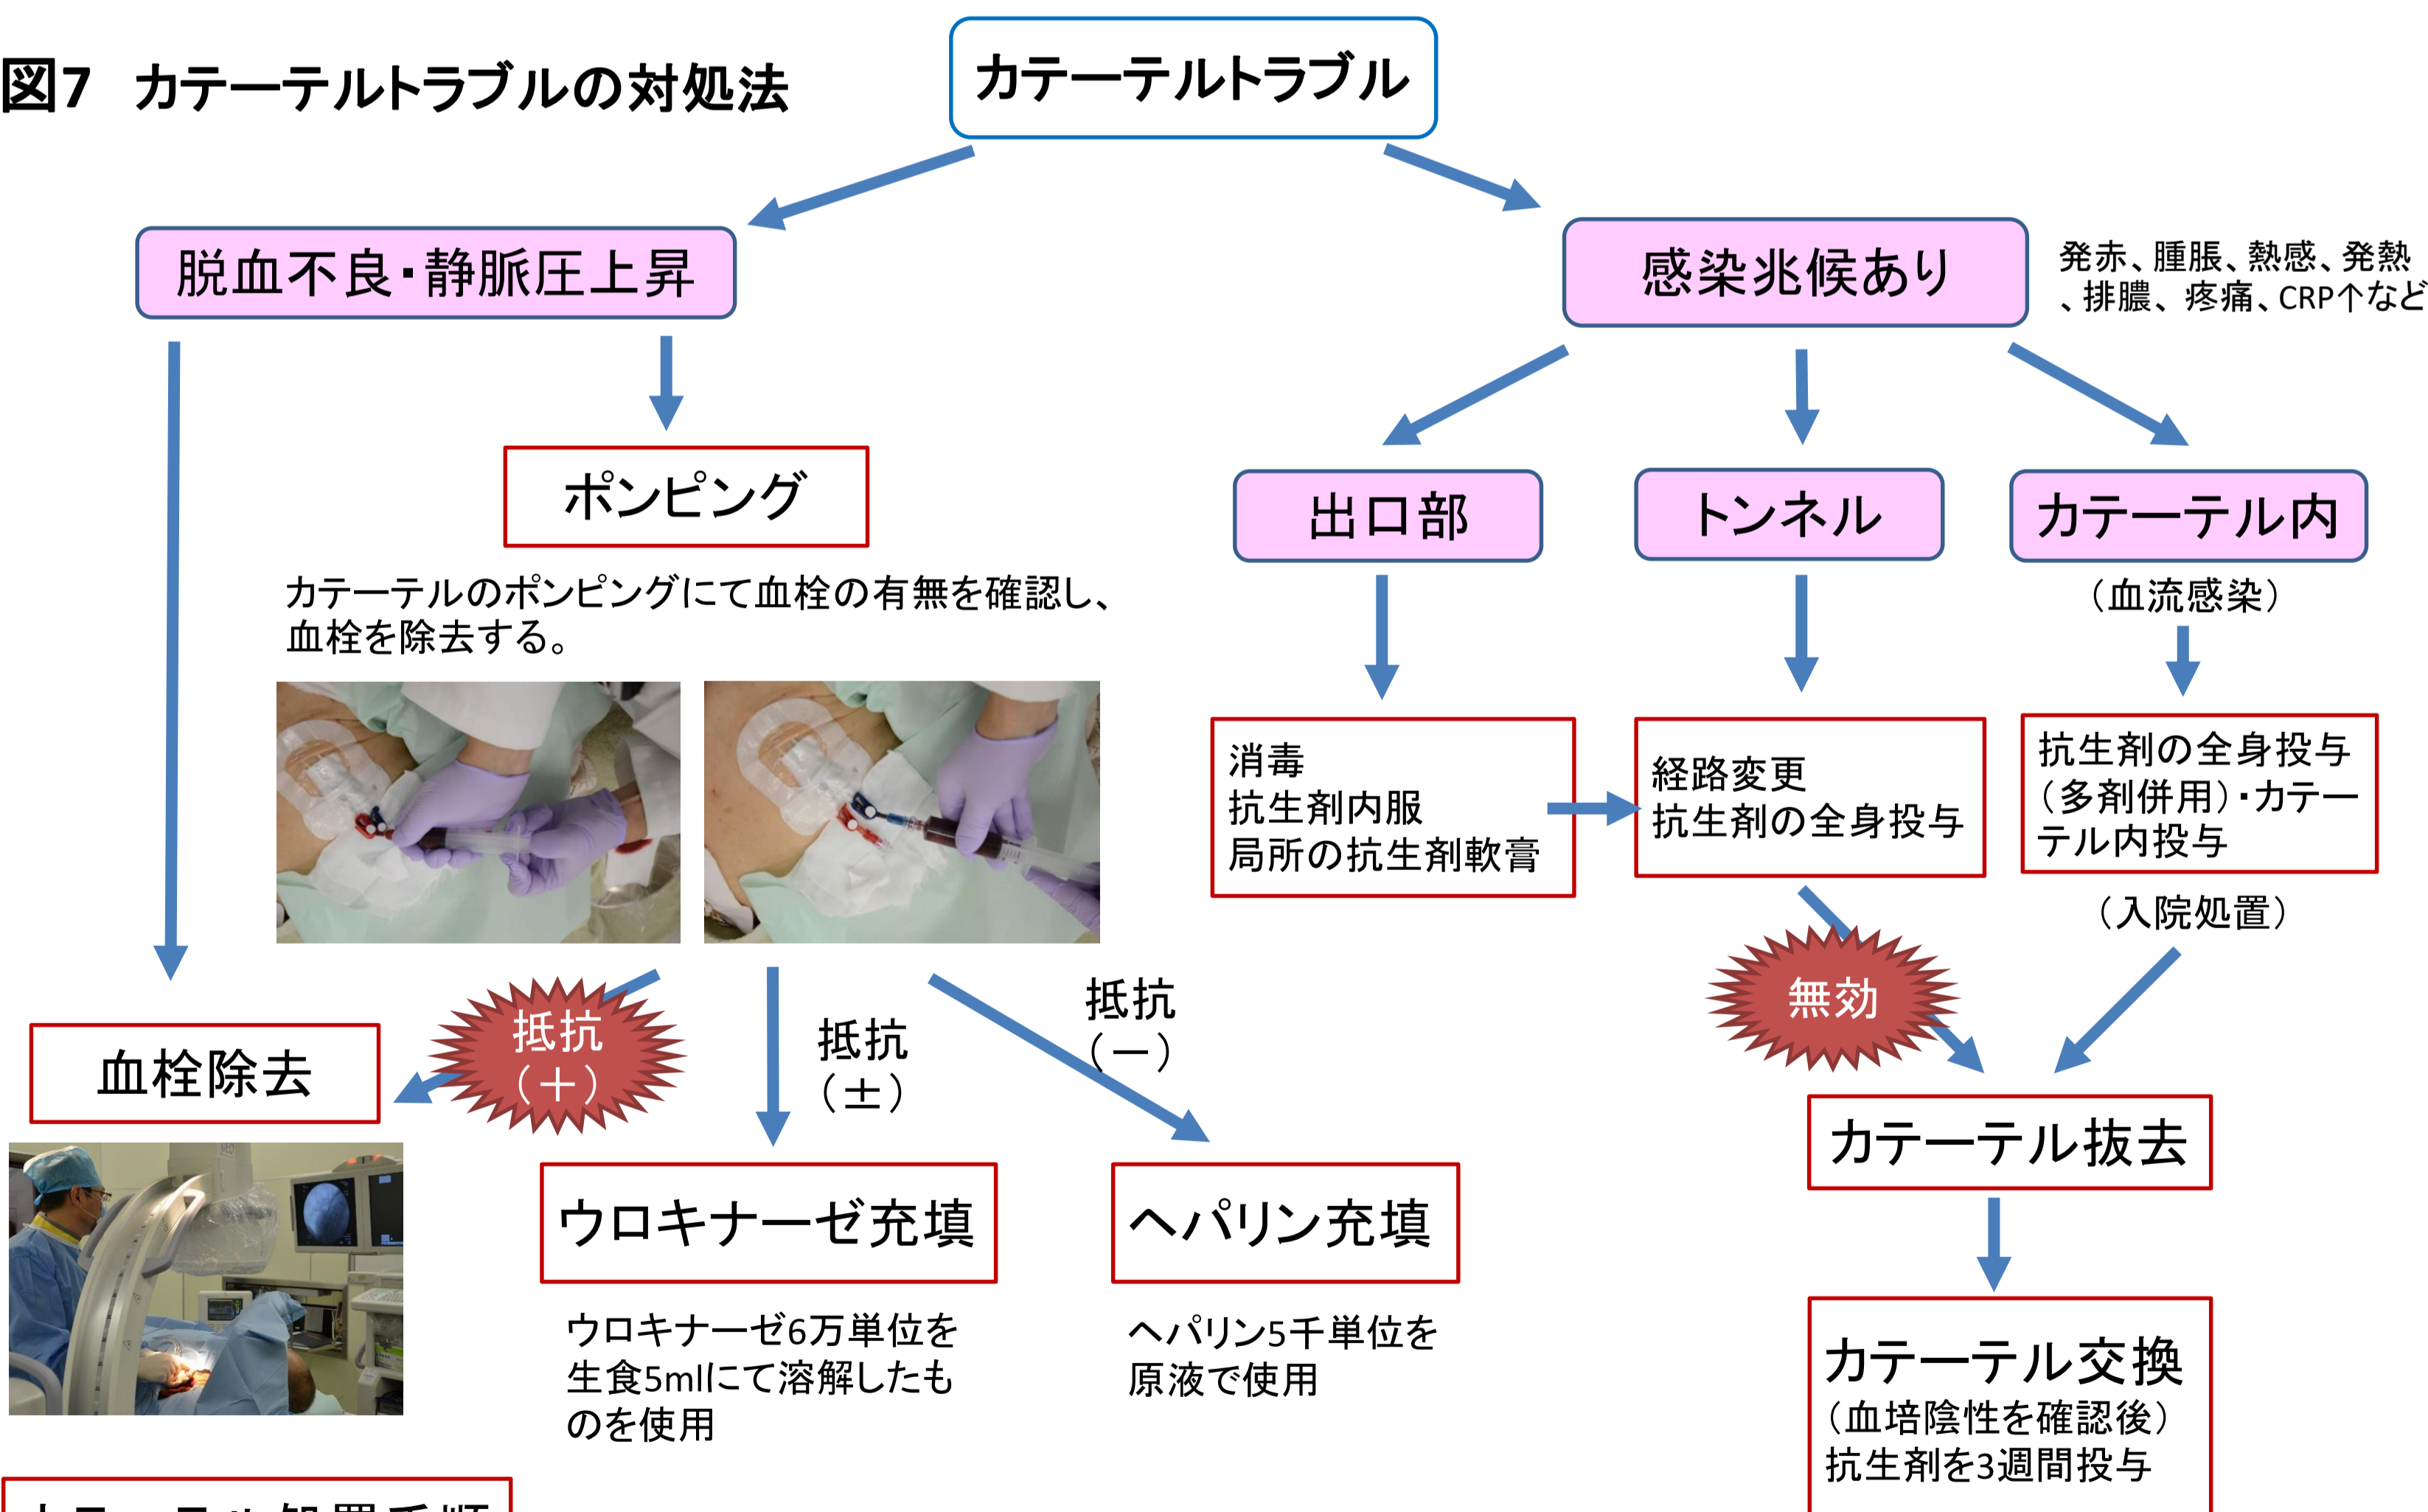 図7 カテーテルトラブルの対処法
カテーテルトラブル
脱血不良・静脈圧上昇
感染兆候あり
発赤、腫脹、熱感、発熱
、排膿、疼痛、CRP↑など
ポンピング
カテーテルのポンピングにて血栓の有無を確認し、
血栓を除去する。
出口部
トンネル
カテーテル内
（血流感染）
消毒
抗生剤内服
局所の抗生剤軟膏
経路変更
抗生剤の全身投与
抗生剤の全身投与
（多剤併用）・カテー
テル内投与
（入院処置）
無効
抵抗
（＋）
抵抗
（±）
抵抗
（－）
血栓除去
ウロキナーゼ充填
ウロキナーゼ6万単位を
生食5mlにて溶解したも
のを使用
ヘパリン充填
ヘパリン5千単位を
原液で使用
カテーテル抜去
カテーテル交換
（血培陰性を確認後）
抗生剤を3週間投与
カテーテル処置手順